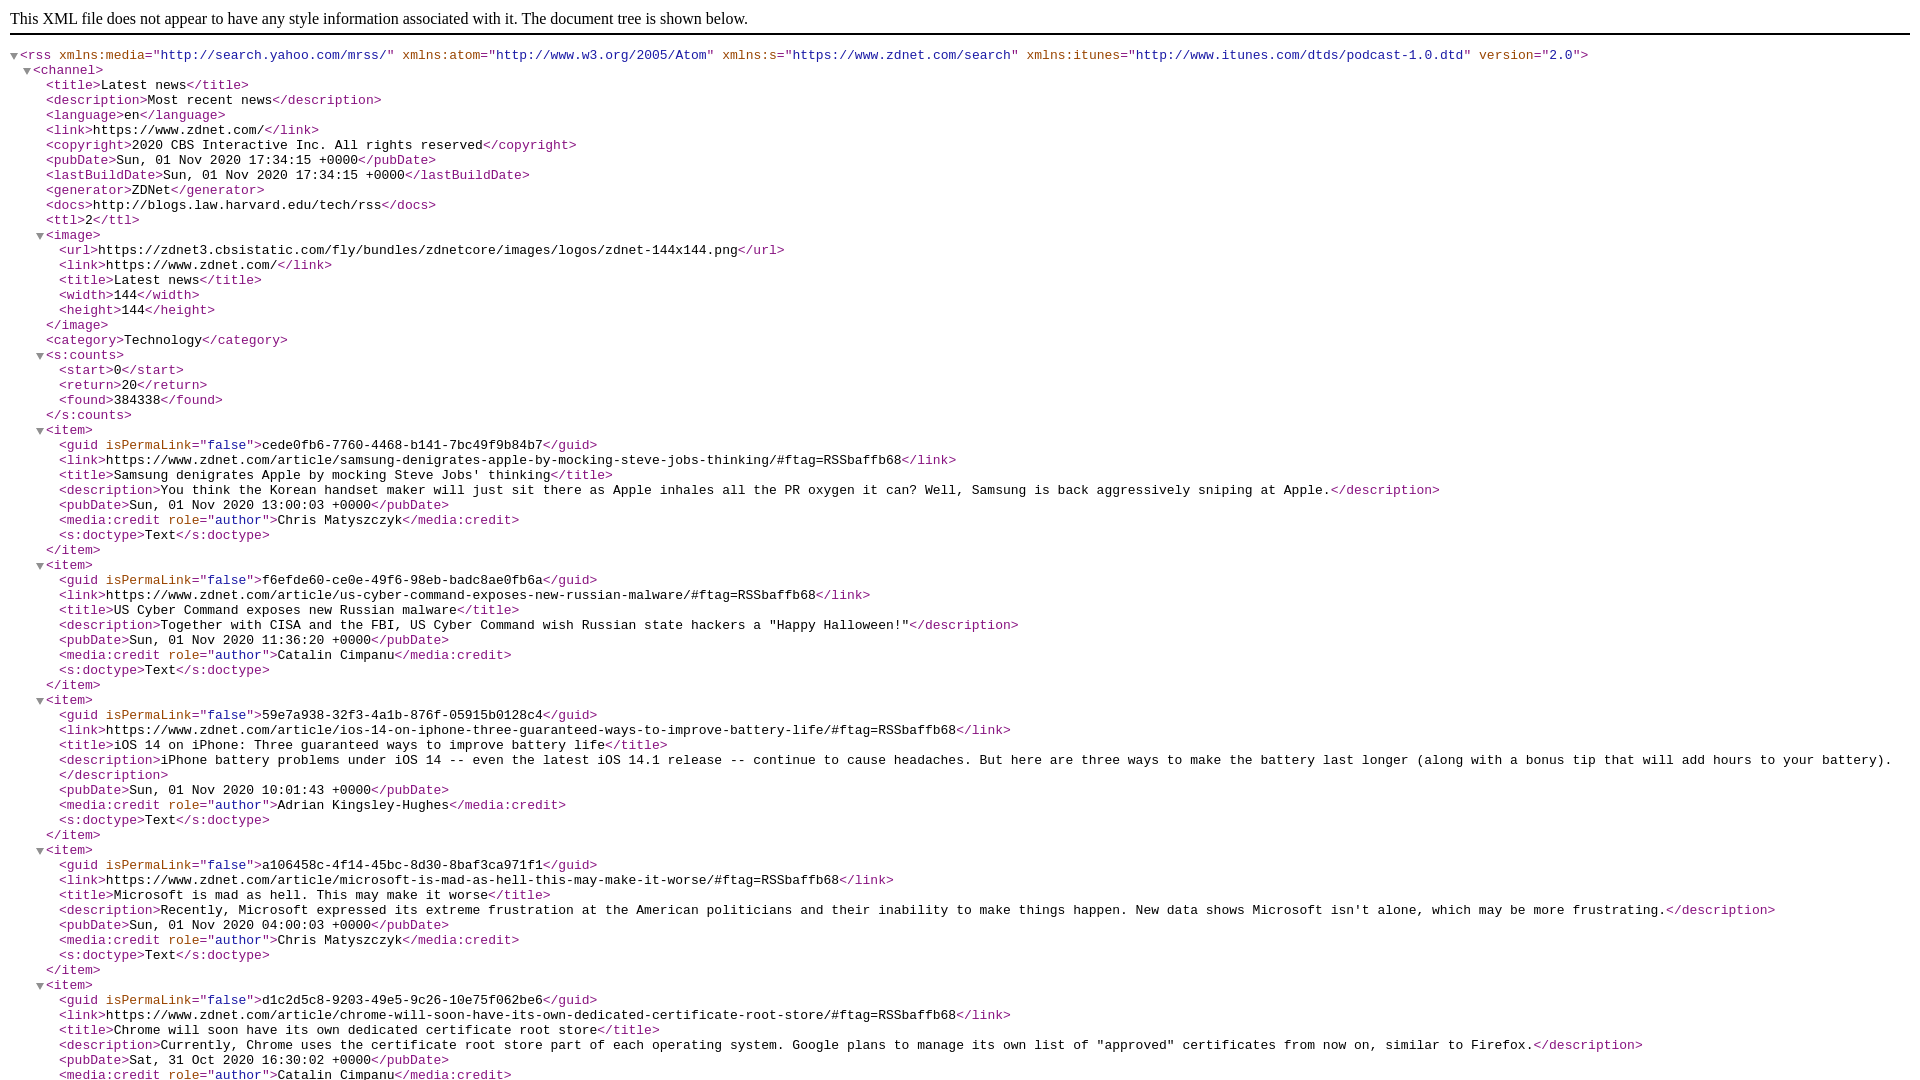 This XML file does not appear to have any style information associated with it. The document tree is shown below.
<rss xmlns:media="http://search.yahoo.com/mrss/" xmlns:atom="http://www.w3.org/2005/Atom" xmlns:s="https://www.zdnet.com/search" xmlns:itunes="http://www.itunes.com/dtds/podcast-1.0.dtd" version="2.0">
<channel>
<title>Latest news</title>
<description>Most recent news</description>
<language>en</language>
<link>https://www.zdnet.com/</link>
<copyright>2020 CBS Interactive Inc. All rights reserved</copyright>
<pubDate>Sun, 01 Nov 2020 17:34:15 +0000</pubDate>
<lastBuildDate>Sun, 01 Nov 2020 17:34:15 +0000</lastBuildDate>
<generator>ZDNet</generator>
<docs>http://blogs.law.harvard.edu/tech/rss</docs>
<ttl>2</ttl>
<image>
<url>https://zdnet3.cbsistatic.com/fly/bundles/zdnetcore/images/logos/zdnet-144x144.png</url>
<link>https://www.zdnet.com/</link>
<title>Latest news</title>
<width>144</width>
<height>144</height>
</image>
<category>Technology</category>
<s:counts>
<start>0</start>
<return>20</return>
<found>384338</found>
</s:counts>
<item>
<guid isPermaLink="false">cede0fb6-7760-4468-b141-7bc49f9b84b7</guid>
<link>https://www.zdnet.com/article/samsung-denigrates-apple-by-mocking-steve-jobs-thinking/#ftag=RSSbaffb68</link>
<title>Samsung denigrates Apple by mocking Steve Jobs' thinking</title>
<description>You think the Korean handset maker will just sit there as Apple inhales all the PR oxygen it can? Well, Samsung is back aggressively sniping at Apple.</description>
<pubDate>Sun, 01 Nov 2020 13:00:03 +0000</pubDate>
<media:credit role="author">Chris Matyszczyk</media:credit>
<s:doctype>Text</s:doctype>
</item>
<item>
<guid isPermaLink="false">f6efde60-ce0e-49f6-98eb-badc8ae0fb6a</guid>
<link>https://www.zdnet.com/article/us-cyber-command-exposes-new-russian-malware/#ftag=RSSbaffb68</link>
<title>US Cyber Command exposes new Russian malware</title>
<description>Together with CISA and the FBI, US Cyber Command wish Russian state hackers a "Happy Halloween!"</description>
<pubDate>Sun, 01 Nov 2020 11:36:20 +0000</pubDate>
<media:credit role="author">Catalin Cimpanu</media:credit>
<s:doctype>Text</s:doctype>
</item>
<item>
<guid isPermaLink="false">59e7a938-32f3-4a1b-876f-05915b0128c4</guid>
<link>https://www.zdnet.com/article/ios-14-on-iphone-three-guaranteed-ways-to-improve-battery-life/#ftag=RSSbaffb68</link>
<title>iOS 14 on iPhone: Three guaranteed ways to improve battery life</title>
<description>iPhone battery problems under iOS 14 -- even the latest iOS 14.1 release -- continue to cause headaches. But here are three ways to make the battery last longer (along with a bonus tip that will add hours to your battery).
</description>
<pubDate>Sun, 01 Nov 2020 10:01:43 +0000</pubDate>
<media:credit role="author">Adrian Kingsley-Hughes</media:credit>
<s:doctype>Text</s:doctype>
</item>
<item>
<guid isPermaLink="false">a106458c-4f14-45bc-8d30-8baf3ca971f1</guid>
<link>https://www.zdnet.com/article/microsoft-is-mad-as-hell-this-may-make-it-worse/#ftag=RSSbaffb68</link>
<title>Microsoft is mad as hell. This may make it worse</title>
<description>Recently, Microsoft expressed its extreme frustration at the American politicians and their inability to make things happen. New data shows Microsoft isn't alone, which may be more frustrating.</description>
<pubDate>Sun, 01 Nov 2020 04:00:03 +0000</pubDate>
<media:credit role="author">Chris Matyszczyk</media:credit>
<s:doctype>Text</s:doctype>
</item>
<item>
<guid isPermaLink="false">d1c2d5c8-9203-49e5-9c26-10e75f062be6</guid>
<link>https://www.zdnet.com/article/chrome-will-soon-have-its-own-dedicated-certificate-root-store/#ftag=RSSbaffb68</link>
<title>Chrome will soon have its own dedicated certificate root store</title>
<description>Currently, Chrome uses the certificate root store part of each operating system. Google plans to manage its own list of "approved" certificates from now on, similar to Firefox.</description>
<pubDate>Sat, 31 Oct 2020 16:30:02 +0000</pubDate>
<media:credit role="author">Catalin Cimpanu</media:credit>